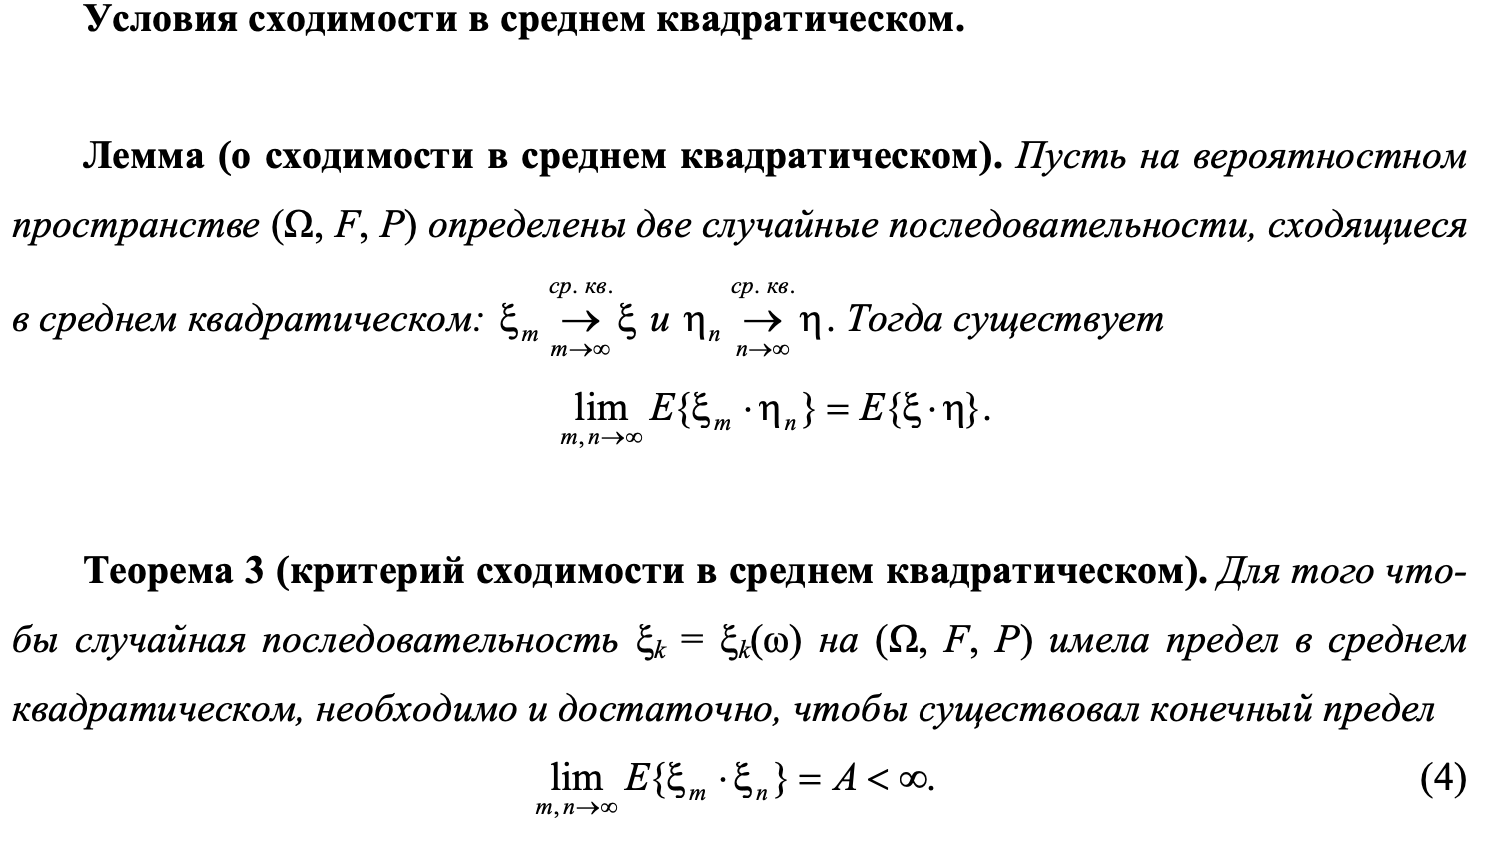 Условия сходимости в среднем квадратическом.
Лемма (о сходимости в среднем квадратическом). Пусть на вероятностном
пространстве (Ω, F, P) определены две случайные последовательности, сходящиеся
в среднем квадратическом: ξ_m →^{ср. кв.}_{m→∞} ξ и η_n →^{ср. кв.}_{n→∞} η. Тогда существует
lim_{m, n→∞} E{ξ_m · η_n} = E{ξ · η}.
Теорема 3 (критерий сходимости в среднем квадратическом). Для того что-
бы случайная последовательность ξ_k = ξ_k(ω) на (Ω, F, P) имела предел в среднем
квадратическом, необходимо и достаточно, чтобы существовал конечный предел
lim_{m, n→∞} E{ξ_m · ξ_n} = A < ∞. (4)